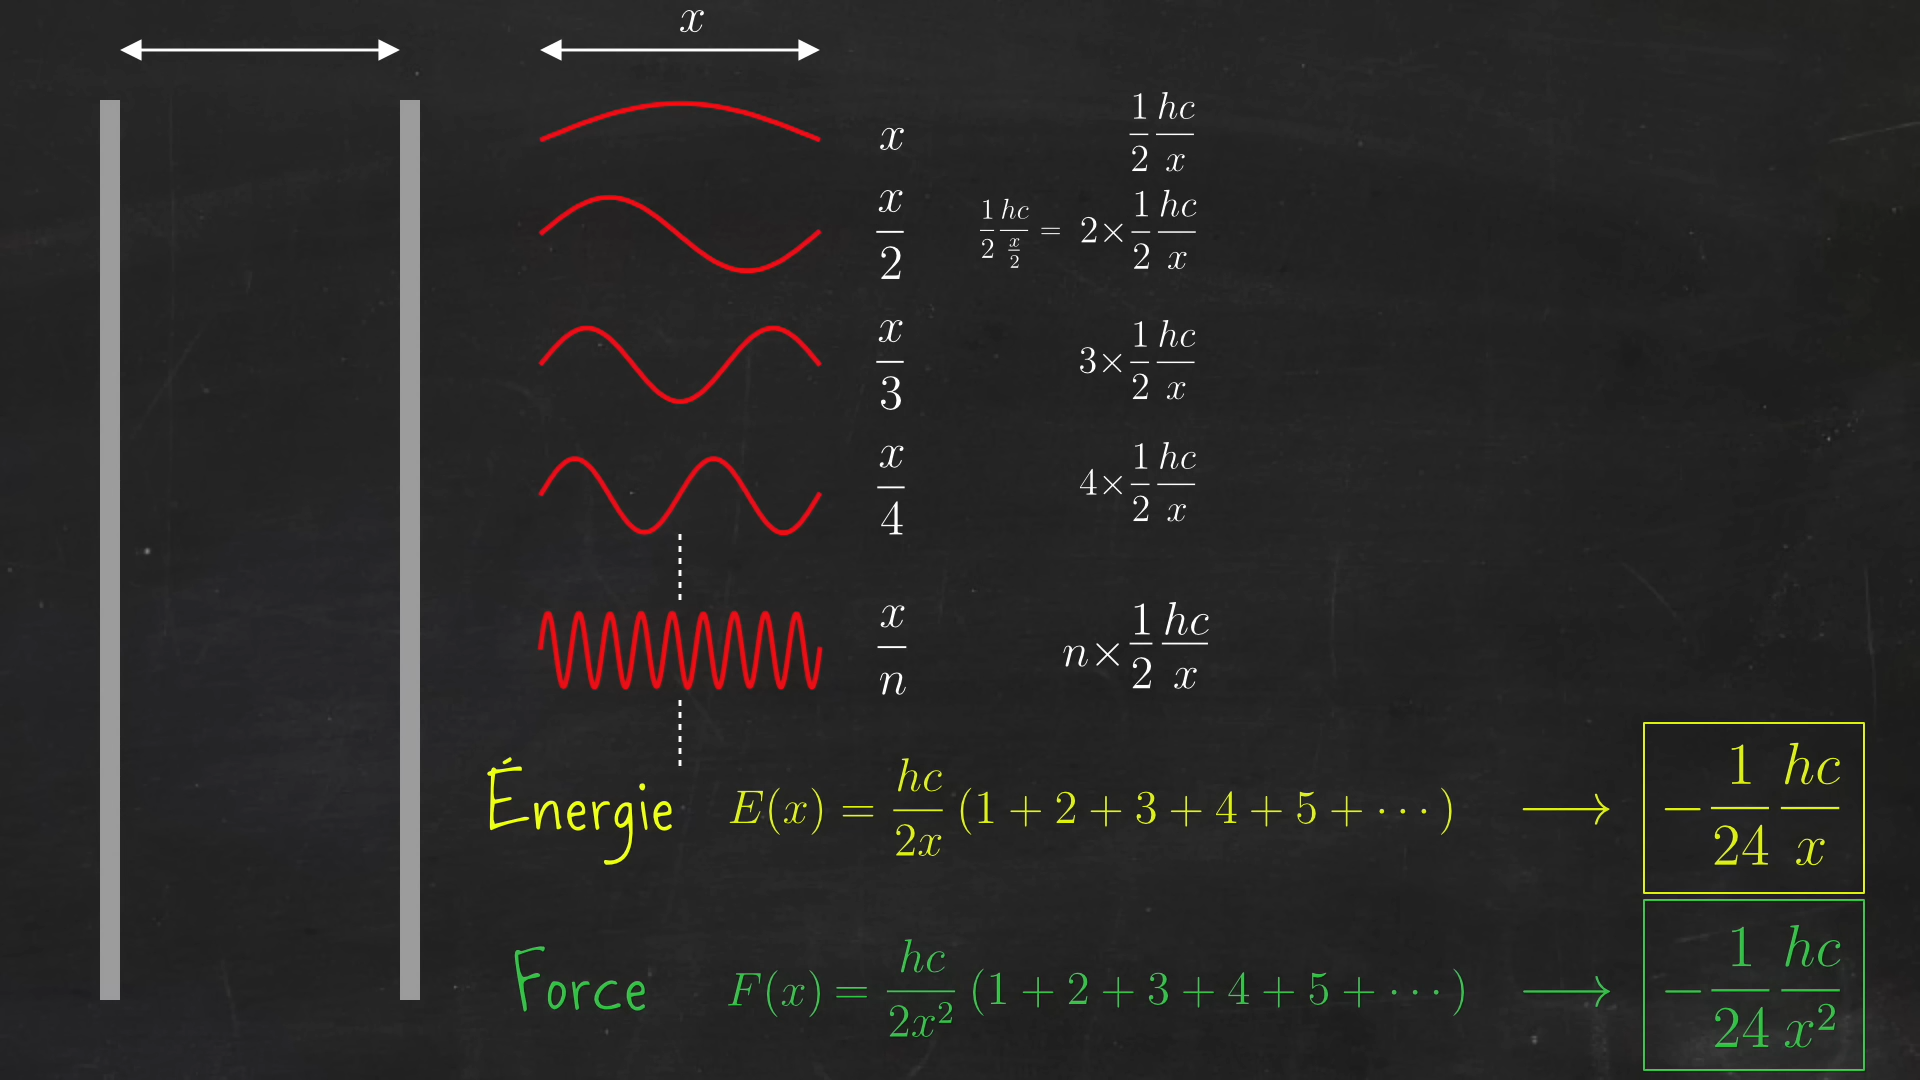 x
x 1/2 hc/x
x/2 1/2 hc/(x/2) = 2×1/2 hc/x
x/3 3×1/2 hc/x
x/4 4×1/2 hc/x
x/n n×1/2 hc/x
Énergie E(x) = hc/2x (1 + 2 + 3 + 4 + 5 + ···) ⟶ −1/24 hc/x
Force F(x) = hc/2x² (1 + 2 + 3 + 4 + 5 + ···) ⟶ −1/24 hc/x²